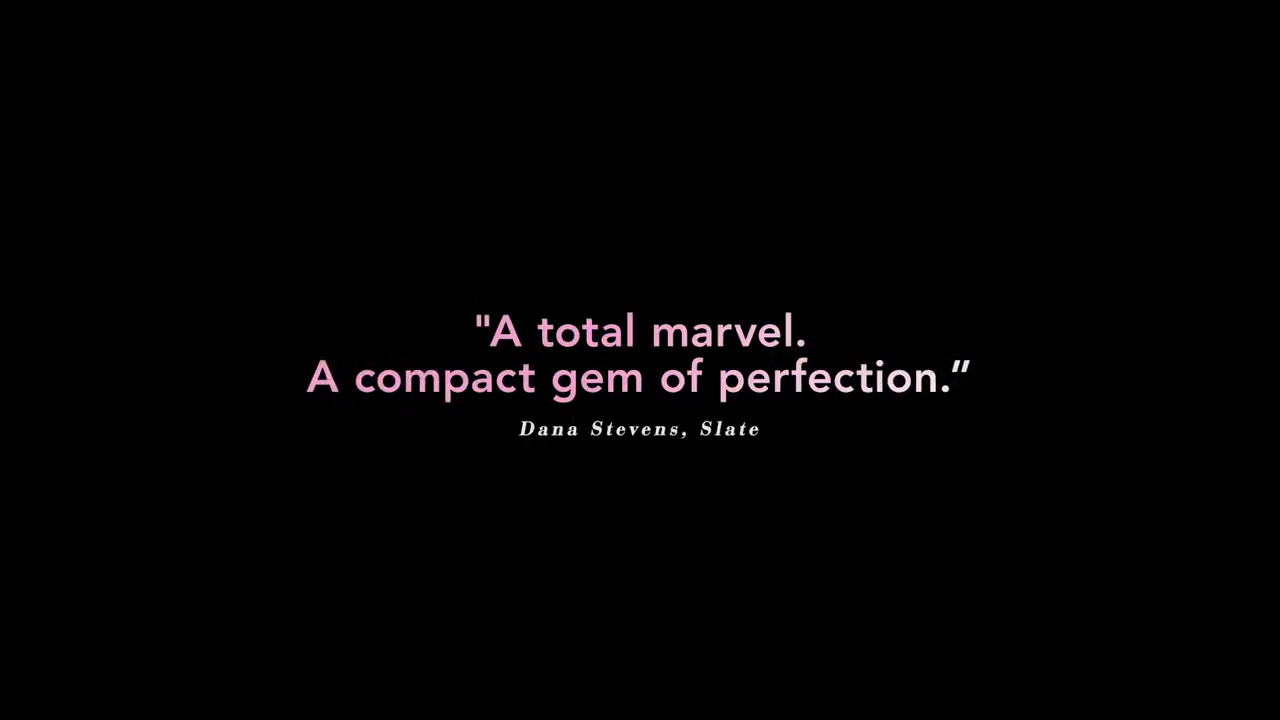 "A total marvel.
A compact gem of perfection.”
Dana Stevens, Slate